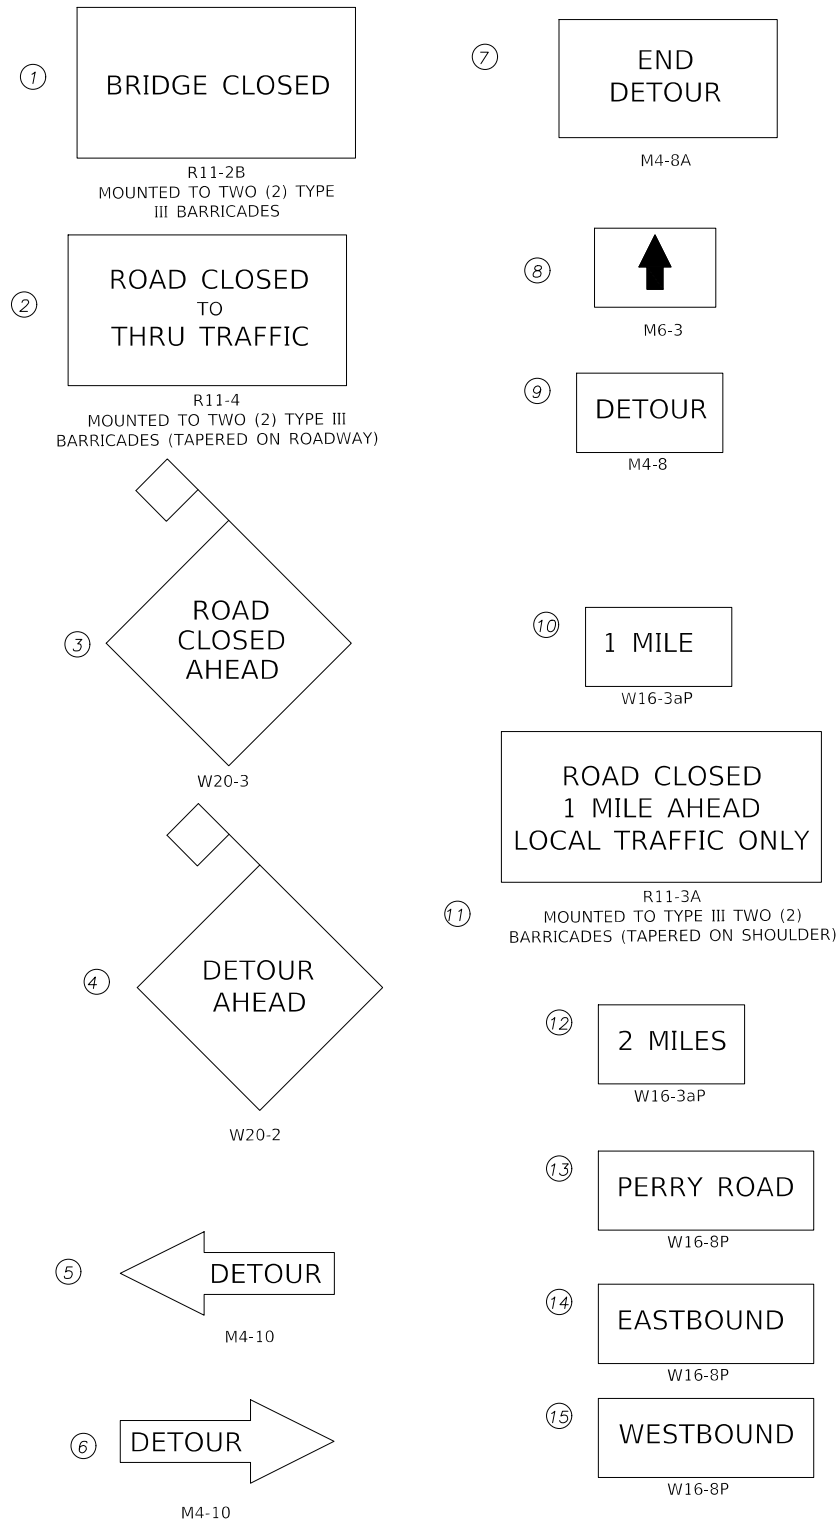 1
BRIDGE CLOSED
R11-2B
MOUNTED TO TWO (2) TYPE
III BARRICADES
2
ROAD CLOSED
TO
THRU TRAFFIC
R11-4
MOUNTED TO TWO (2) TYPE III
BARRICADES (TAPERED ON ROADWAY)
3
ROAD
CLOSED
AHEAD
W20-3
4
DETOUR
AHEAD
W20-2
5
DETOUR
M4-10
6
DETOUR
M4-10
7
END
DETOUR
M4-8A
8
M6-3
9
DETOUR
M4-8
10
1 MILE
W16-3aP
ROAD CLOSED
1 MILE AHEAD
LOCAL TRAFFIC ONLY
11
R11-3A
MOUNTED TO TYPE III TWO (2)
BARRICADES (TAPERED ON SHOULDER)
12
2 MILES
W16-3aP
13
PERRY ROAD
W16-8P
14
EASTBOUND
W16-8P
15
WESTBOUND
W16-8P